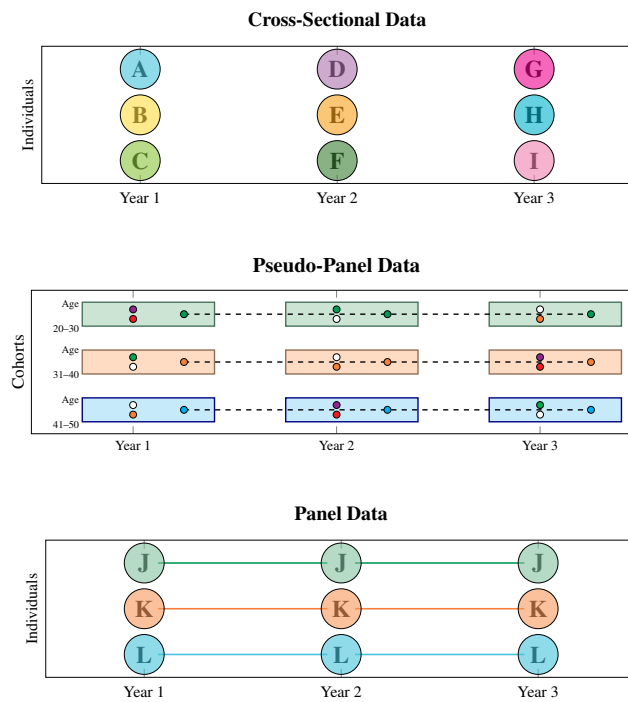 Cross-Sectional Data
Individuals
A D G
B E H
C F I
Year 1 Year 2 Year 3
Pseudo-Panel Data
Cohorts
Age
20–30
Age
31–40
Age
41–50
Year 1 Year 2 Year 3
Panel Data
Individuals
J J J
K K K
L L L
Year 1 Year 2 Year 3